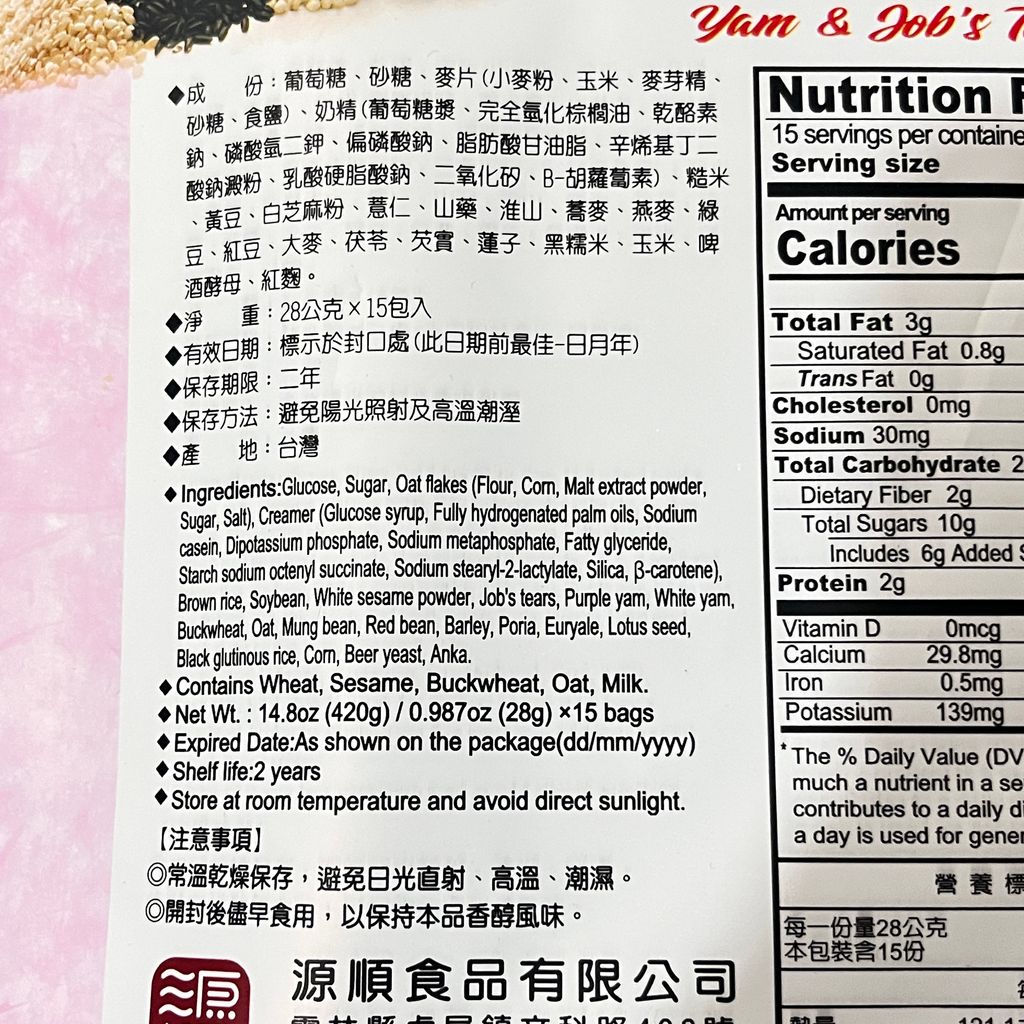 Yam & Job's
◆成　份：葡萄糖、砂糖、麥片(小麥粉、玉米、麥芽精、
砂糖、食鹽)、奶精(葡萄糖漿、完全氫化棕櫚油、乾酪素
鈉、磷酸氫二鉀、偏磷酸鈉、脂肪酸甘油脂、辛烯基丁二
酸鈉澱粉、乳酸硬脂酸鈉、二氧化矽、B-胡蘿蔔素)、糙米
、黃豆、白芝麻粉、薏仁、山藥、淮山、蕎麥、燕麥、綠
豆、紅豆、大麥、茯苓、芡實、蓮子、黑糯米、玉米、啤
酒酵母、紅麴。
◆淨　重：28公克×15包入
◆有效日期：標示於封口處(此日期前最佳-日月年)
◆保存期限：二年
◆保存方法：避免陽光照射及高溫潮溼
◆產　地：台灣
◆Ingredients:Glucose, Sugar, Oat flakes (Flour, Corn, Malt extract powder,
Sugar, Salt), Creamer (Glucose syrup, Fully hydrogenated palm oils, Sodium
casein, Dipotassium phosphate, Sodium metaphosphate, Fatty glyceride,
Starch sodium octenyl succinate, Sodium stearyl-2-lactylate, Silica, β-carotene),
Brown rice, Soybean, White sesame powder, Job's tears, Purple yam, White yam,
Buckwheat, Oat, Mung bean, Red bean, Barley, Poria, Euryale, Lotus seed,
Black glutinous rice, Corn, Beer yeast, Anka.
◆Contains Wheat, Sesame, Buckwheat, Oat, Milk.
◆Net Wt. : 14.8oz (420g) / 0.987oz (28g) ×15 bags
◆Expired Date:As shown on the package(dd/mm/yyyy)
◆Shelf life:2 years
◆Store at room temperature and avoid direct sunlight.
【注意事項】
◎常溫乾燥保存，避免日光直射、高溫、潮濕。
◎開封後儘早食用，以保持本品香醇風味。
源
源順食品有限公司
Nutrition
15 servings per containe
Serving size
Amount per serving
Calories
Total Fat 3g
Saturated Fat 0.8g
Trans Fat 0g
Cholesterol 0mg
Sodium 30mg
Total Carbohydrate 2
Dietary Fiber 2g
Total Sugars 10g
Includes 6g Added
Protein 2g
Vitamin D 0mcg
Calcium 29.8mg
Iron 0.5mg
Potassium 139mg
* The % Daily Value (DV
much a nutrient in a se
contributes to a daily di
a day is used for gener
營養標
每一份量28公克
本包裝含15份